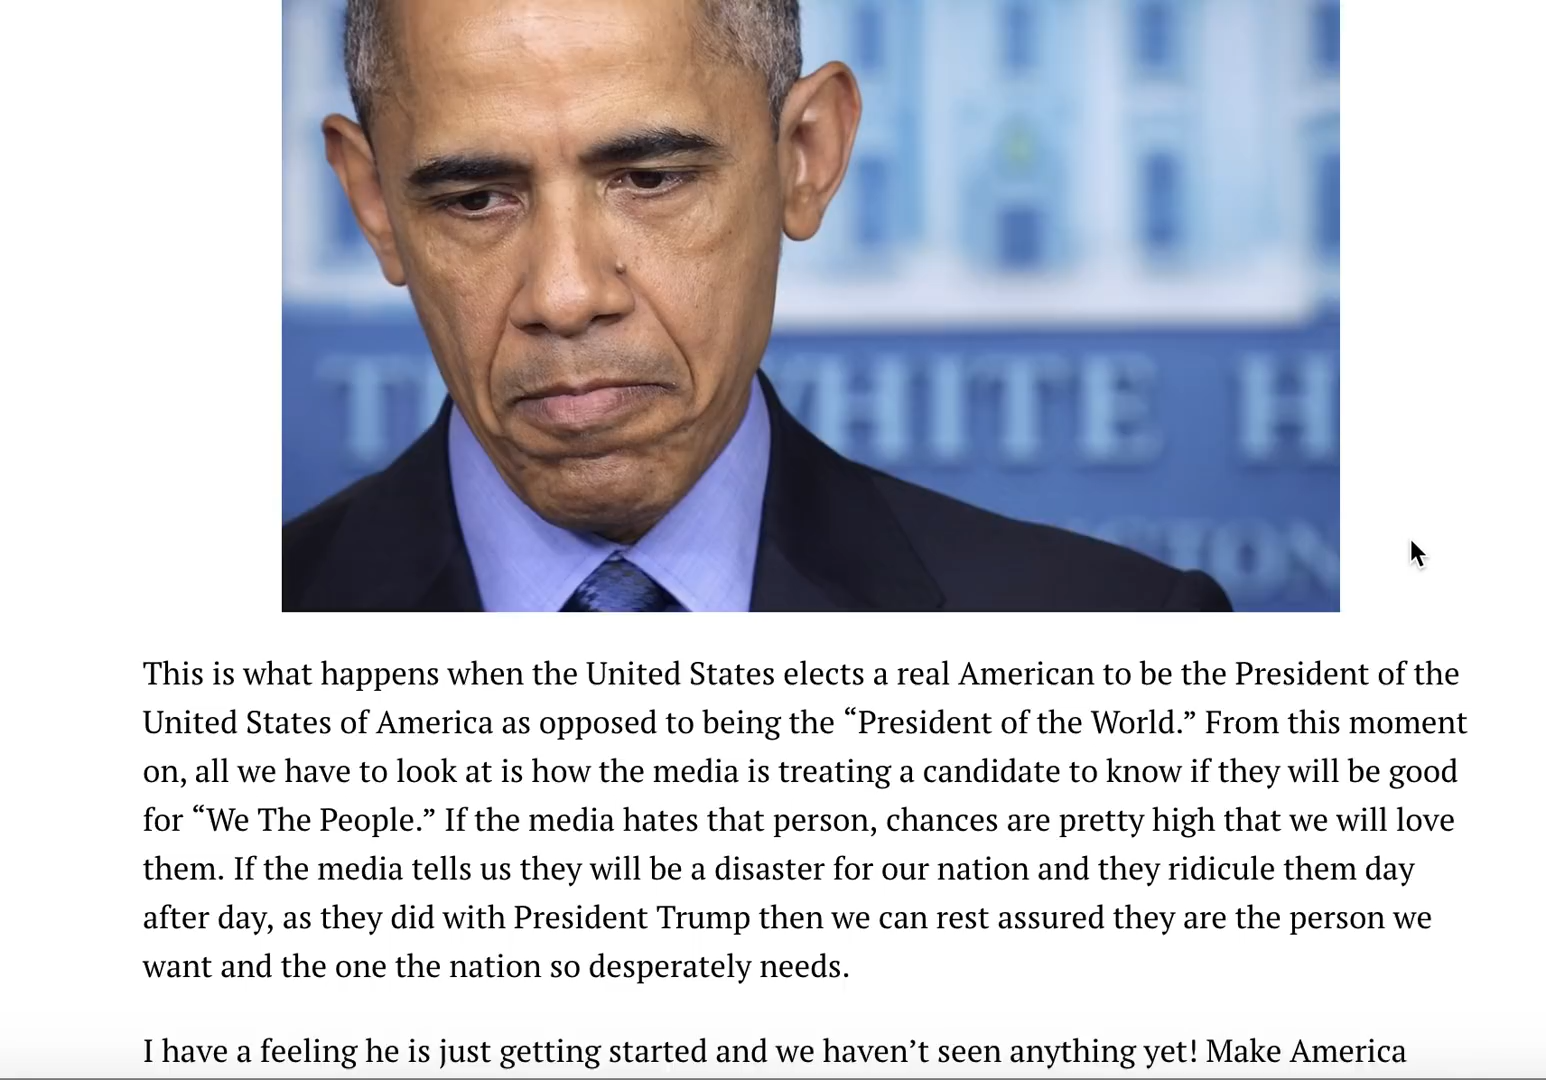 THE WHITE H
This is what happens when the United States elects a real American to be the President of the
United States of America as opposed to being the “President of the World.” From this moment
on, all we have to look at is how the media is treating a candidate to know if they will be good
for “We The People.” If the media hates that person, chances are pretty high that we will love
them. If the media tells us they will be a disaster for our nation and they ridicule them day
after day, as they did with President Trump then we can rest assured they are the person we
want and the one the nation so desperately needs.
I have a feeling he is just getting started and we haven’t seen anything yet! Make America